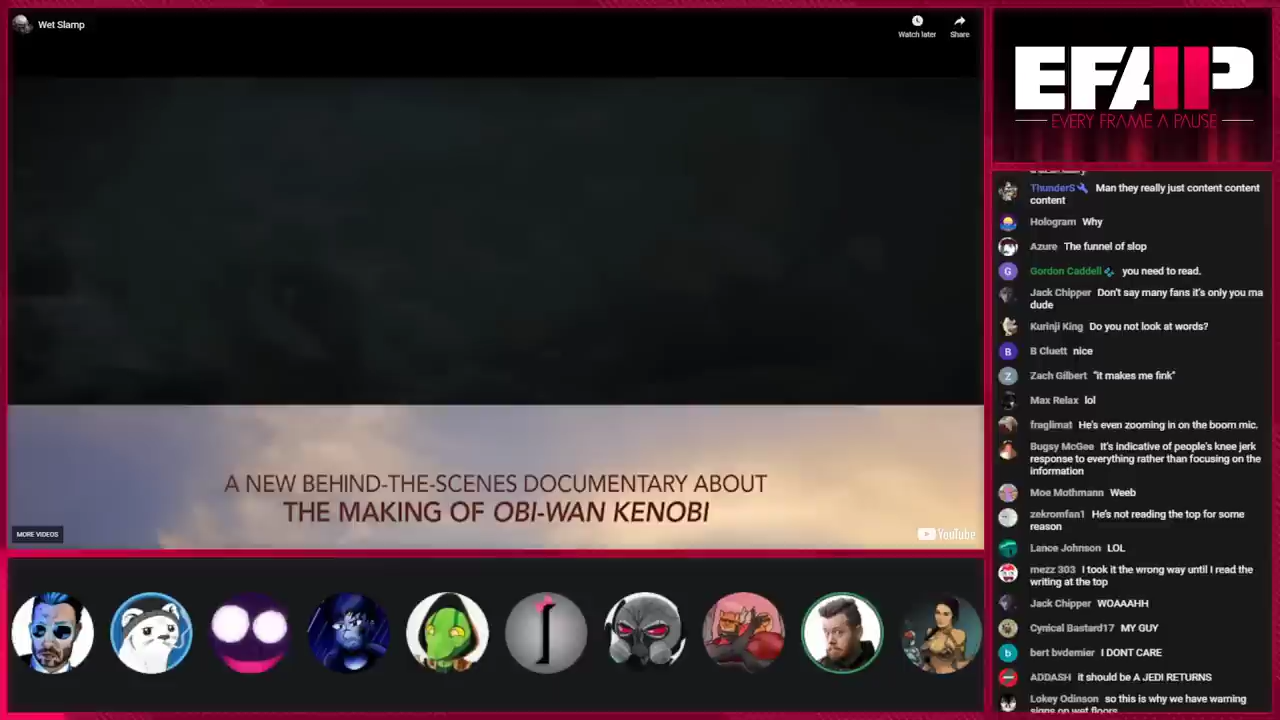 Wet Slamp
Watch later
Share
A NEW BEHIND-THE-SCENES DOCUMENTARY ABOUT
THE MAKING OF OBI-WAN KENOBI
MORE VIDEOS
YouTube
EFAP
EVERY FRAME A PAUSE
ThunderS Man they really just content content
content
Hologram Why
Azure The funnel of slop
G
Gordon Caddell you need to read.
Jack Chipper Don't say many fans it's only you ma
dude
Kurinji King Do you not look at words?
B
B Cluett nice
Z
Zach Gilbert "it makes me fink"
Max Relax lol
fraglimat He's even zooming in on the boom mic.
Bugsy McGee It's indicative of people's knee jerk
response to everything rather than focusing on the
information
Moe Mothmann Weeb
zekromfan1 He's not reading the top for some
reason
Lance Johnson LOL
mezz 303 I took it the wrong way until I read the
writing at the top
Jack Chipper WOAAAHH
Cynical Bastard17 MY GUY
b
bert bvdemier I DONT CARE
ADDASH it should be A JEDI RETURNS
Lokey Odinson so this is why we have warning
signs on wet floors